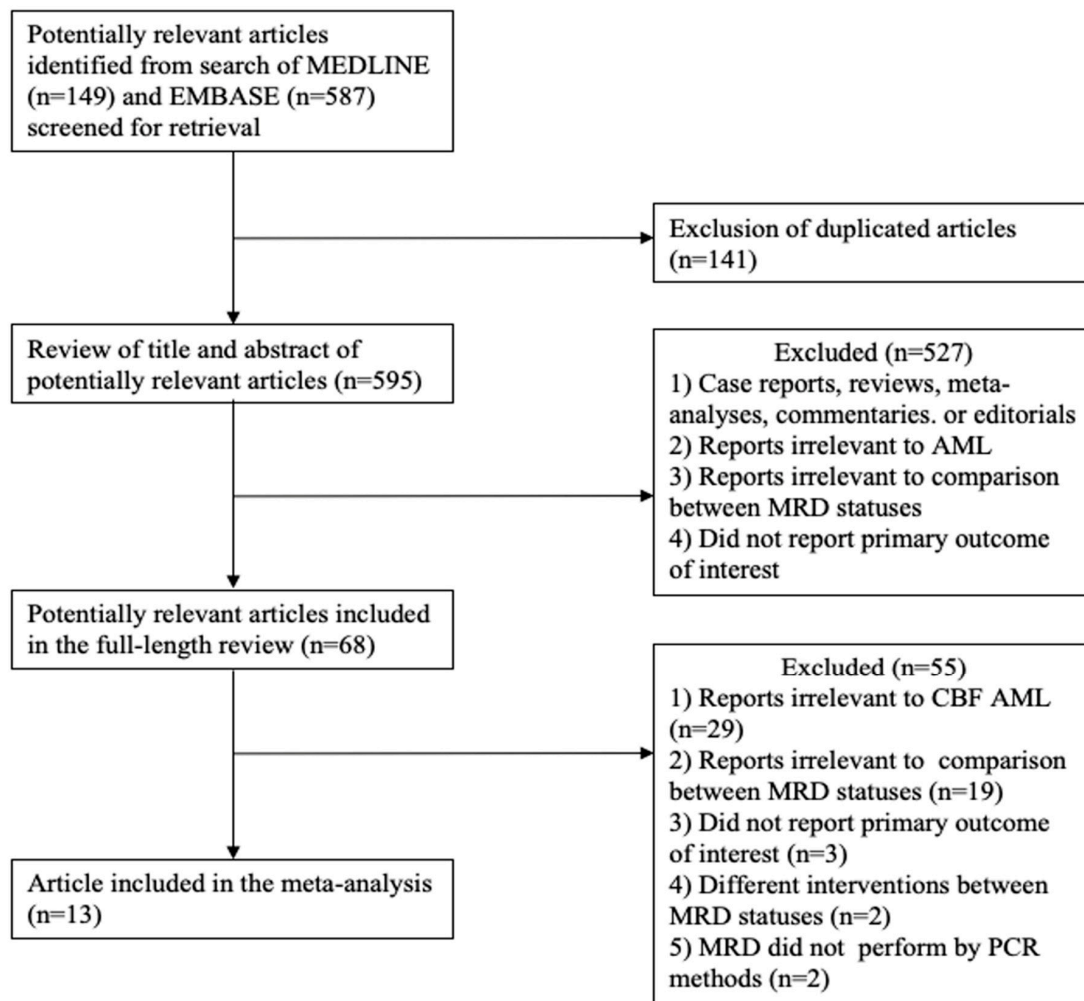 Potentially relevant articles
identified from search of MEDLINE
(n=149) and EMBASE (n=587)
screened for retrieval
Exclusion of duplicated articles
(n=141)
Review of title and abstract of
potentially relevant articles (n=595)
Excluded (n=527)
1) Case reports, reviews, meta-
analyses, commentaries. or editorials
2) Reports irrelevant to AML
3) Reports irrelevant to comparison
between MRD statuses
4) Did not report primary outcome
of interest
Potentially relevant articles included
in the full-length review (n=68)
Excluded (n=55)
1) Reports irrelevant to CBF AML
(n=29)
2) Reports irrelevant to comparison
between MRD statuses (n=19)
3) Did not report primary outcome
of interest (n=3)
4) Different interventions between
MRD statuses (n=2)
5) MRD did not perform by PCR
methods (n=2)
Article included in the meta-analysis
(n=13)